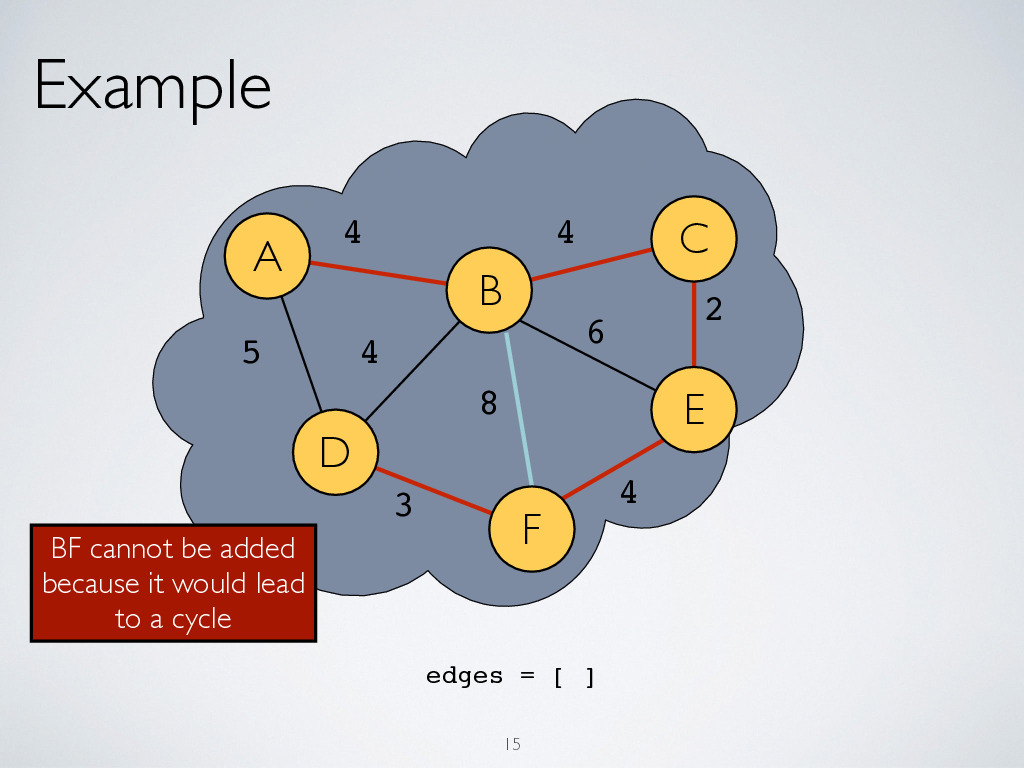 Example
4
4
A
B
C
2
5
4
6
8
D
E
3
4
F
BF cannot be added
because it would lead
to a cycle
edges = [ ]
15